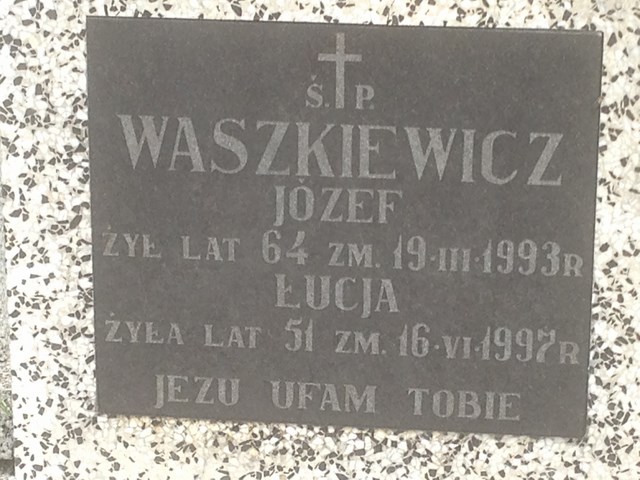 Ś. P.
WASZKIEWICZ
JÓZEF
ŻYŁ LAT 64 ZM. 19·III·1993R
ŁUCJA
ŻYŁA LAT 51 ZM. 16·VI·1997R
JEZU UFAM TOBIE